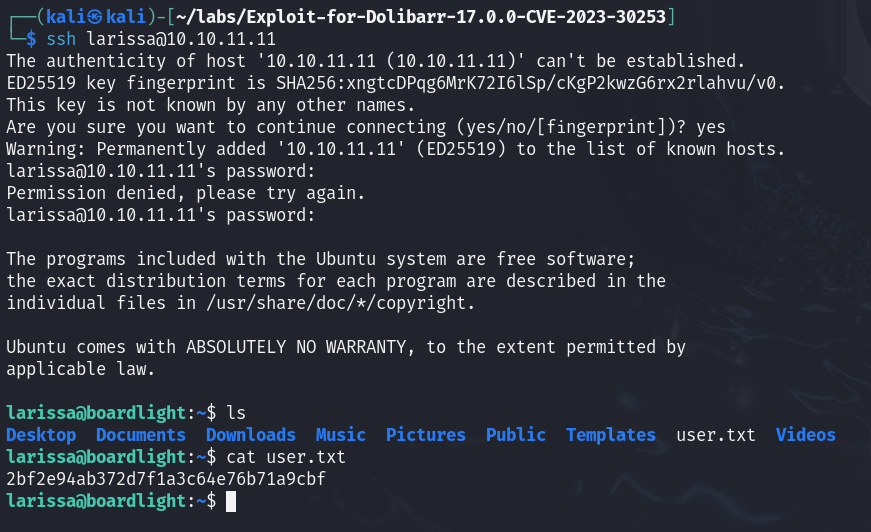 ┌──(kali㉿kali)-[~/labs/Exploit-for-Dolibarr-17.0.0-CVE-2023-30253]
└─$ ssh larissa@10.10.11.11
The authenticity of host '10.10.11.11 (10.10.11.11)' can't be established.
ED25519 key fingerprint is SHA256:xngtcDPqg6MrK72I6lSp/cKgP2kwzG6rx2rlahvu/v0.
This key is not known by any other names.
Are you sure you want to continue connecting (yes/no/[fingerprint])? yes
Warning: Permanently added '10.10.11.11' (ED25519) to the list of known hosts.
larissa@10.10.11.11's password:
Permission denied, please try again.
larissa@10.10.11.11's password:
The programs included with the Ubuntu system are free software;
the exact distribution terms for each program are described in the
individual files in /usr/share/doc/*/copyright.
Ubuntu comes with ABSOLUTELY NO WARRANTY, to the extent permitted by
applicable law.
larissa@boardlight:~$ ls
Desktop  Documents  Downloads  Music  Pictures  Public  Templates  user.txt  Videos
larissa@boardlight:~$ cat user.txt
2bf2e94ab372d7f1a3c64e76b71a9cbf
larissa@boardlight:~$